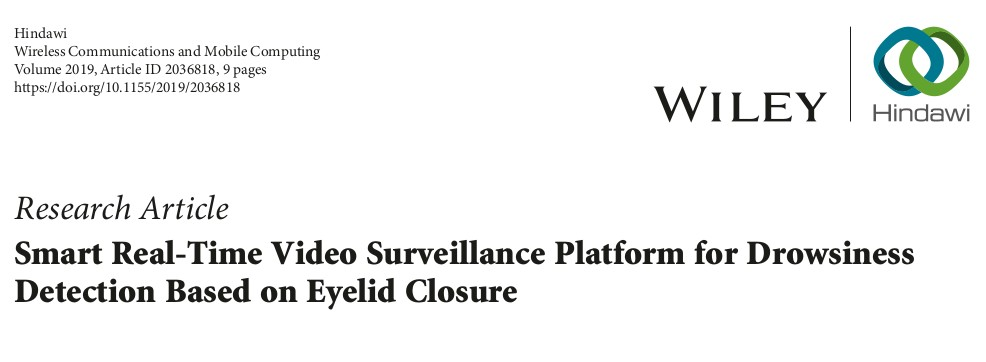 Hindawi
Wireless Communications and Mobile Computing
Volume 2019, Article ID 2036818, 9 pages
https://doi.org/10.1155/2019/2036818
WILEY
Hindawi
Research Article
Smart Real-Time Video Surveillance Platform for Drowsiness
Detection Based on Eyelid Closure